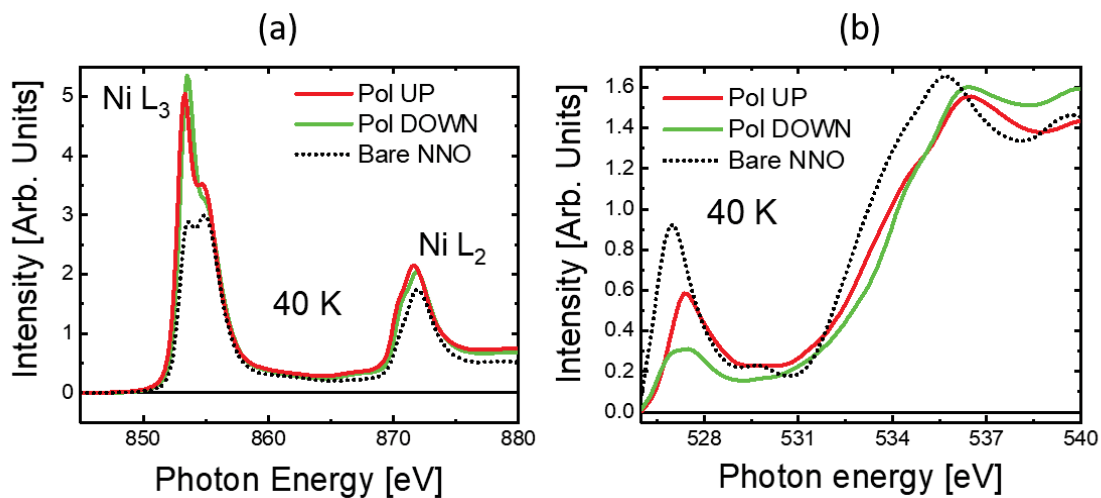 (a)
Intensity [Arb. Units]
5
4
3
2
1
0
Ni L3
Pol UP
Pol DOWN
Bare NNO
Ni L2
40 K
850
860
870
880
Photon Energy [eV]
(b)
Intensity [Arb. Units]
1.6
1.4
1.2
1.0
0.8
0.6
0.4
0.2
0.0
Pol UP
Pol DOWN
Bare NNO
40 K
528
531
534
537
540
Photon energy [eV]